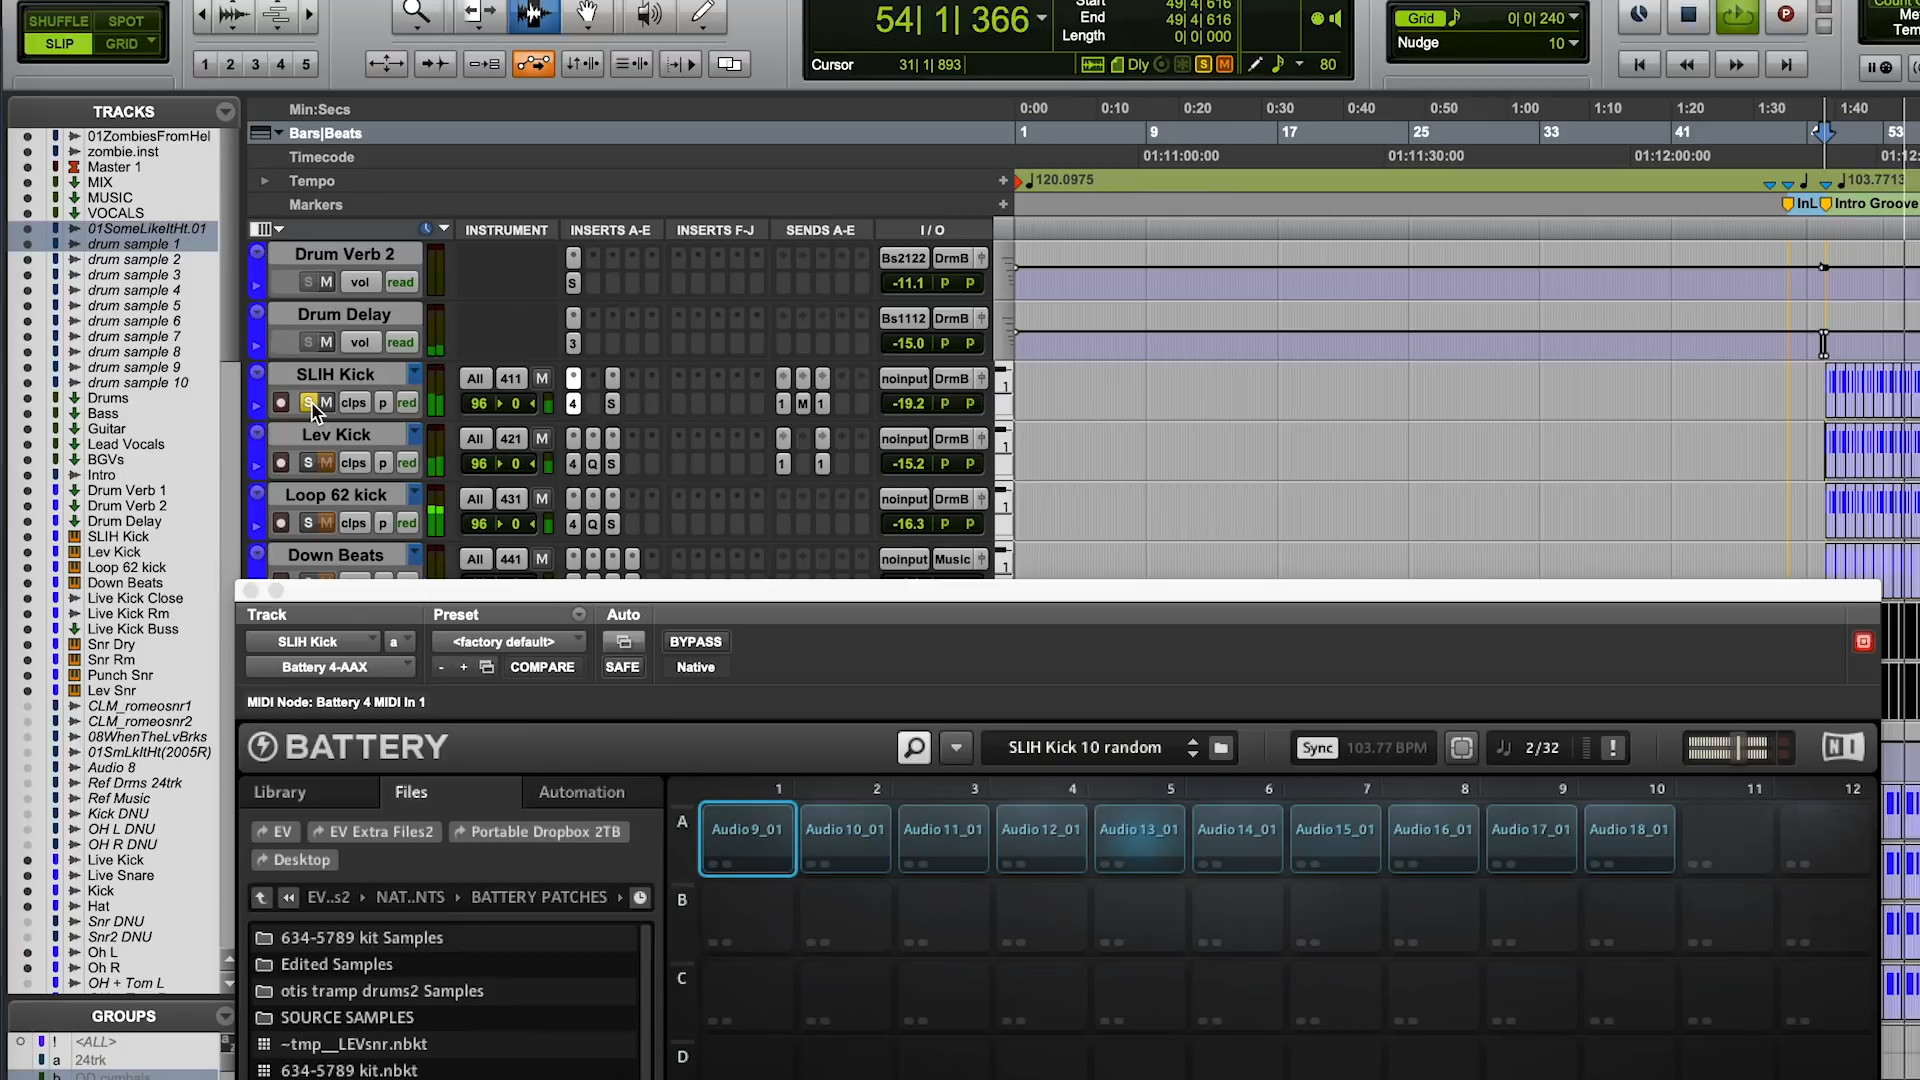 SHUFFLE SPOT
SLIP GRID
1 2 3 4 5
54| 1| 366
Start 49| 4| 616
End 49| 4| 616
Length 0| 0| 000
Cursor 31| 1| 893
Dly S M 80
Grid 0| 0| 240
Nudge 10
TRACKS
01ZombiesFromHel
zombie.inst
Master 1
MIX
MUSIC
VOCALS
01SomeLikeItHt.01
drum sample 1
drum sample 2
drum sample 3
drum sample 4
drum sample 5
drum sample 6
drum sample 7
drum sample 8
drum sample 9
drum sample 10
Drums
Bass
Guitar
Lead Vocals
BGVs
Intro
Drum Verb 1
Drum Verb 2
Drum Delay
SLIH Kick
Lev Kick
Loop 62 kick
Down Beats
Live Kick Close
Live Kick Rm
Live Kick Buss
Snr Dry
Snr Rm
Punch Snr
Lev Snr
CLM_romeosnr1
CLM_romeosnr2
08WhenTheLvBrks
01SmLkItHt(2005R)
Audio 8
Ref Drms 24trk
Ref Music
Kick DNU
OH L DNU
OH R DNU
Live Kick
Live Snare
Kick
Hat
Snr DNU
Snr2 DNU
Oh L
Oh R
OH + Tom L
GROUPS
! <ALL>
a 24trk
Min:Secs 0:00 0:10 0:20 0:30 0:40 0:50 1:00 1:10 1:20 1:30 1:40
Bars|Beats 1 9 17 25 33 41 53
Timecode 01:11:00:00 01:11:30:00 01:12:00:00 01:12:
Tempo 120.0975 103.7713
Markers InL Intro Groove
INSTRUMENT INSERTS A-E INSERTS F-J SENDS A-E I / O
Drum Verb 2 Bs2122 DrmB
S M vol read S -11.1 P P
Drum Delay Bs1112 DrmB
S M vol read 3 -15.0 P P
SLIH Kick All 411 M noinput DrmB 1
S M clps p red 96 0 4 S 1 M 1 -19.2 P P
Lev Kick All 421 M noinput DrmB 1
S M clps p red 96 0 4 Q S 1 1 -15.2 P P
Loop 62 kick All 431 M noinput DrmB 1
S M clps p red 96 0 4 Q S -16.3 P P
Down Beats All 441 M noinput Music 1
Track Preset Auto
SLIH Kick a <factory default> BYPASS
Battery 4-AAX - + COMPARE SAFE Native
MIDI Node: Battery 4 MIDI In 1
BATTERY SLIH Kick 10 random Sync 103.77 BPM 2/32 ! NI
Library Files Automation
EV EV Extra Files2 Portable Dropbox 2TB
Desktop
EV..s2 NAT..NTS BATTERY PATCHES
634-5789 kit Samples
Edited Samples
otis tramp drums2 Samples
SOURCE SAMPLES
~tmp__LEVsnr.nbkt
634-5789 kit.nbkt
1 2 3 4 5 6 7 8 9 10 11 12
A Audio 9_01 Audio 10_01 Audio 11_01 Audio 12_01 Audio 13_01 Audio 14_01 Audio 15_01 Audio 16_01 Audio 17_01 Audio 18_01
B
C
D